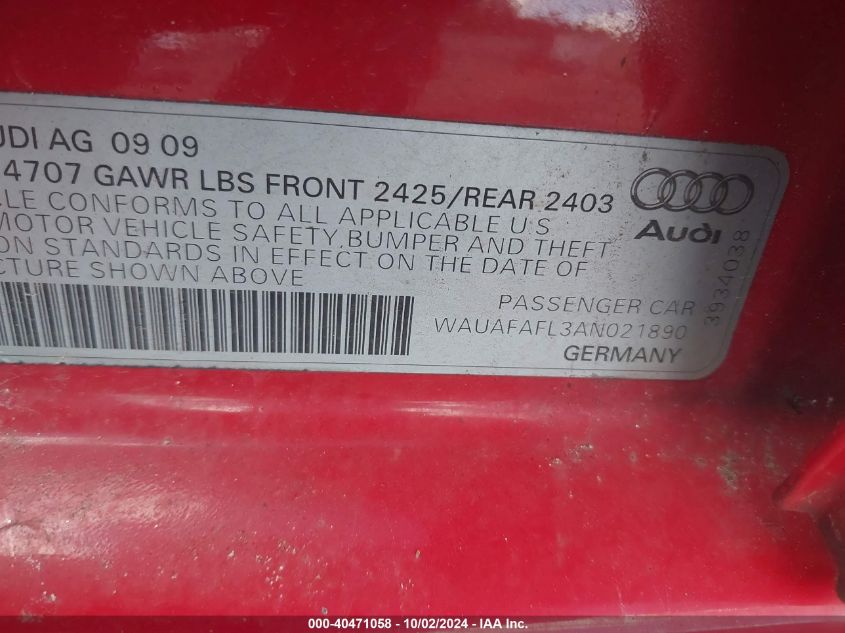 UDI AG 09 09
4707 GAWR LBS FRONT 2425/REAR 2403
CLE CONFORMS TO ALL APPLICABLE U S
MOTOR VEHICLE SAFETY, BUMPER AND THEFT
ON STANDARDS IN EFFECT ON THE DATE OF
CTURE SHOWN ABOVE
Audi
PASSENGER CAR
WAUAFAFL3AN021890
GERMANY
3934038
000-40471058 - 10/02/2024 - IAA Inc.